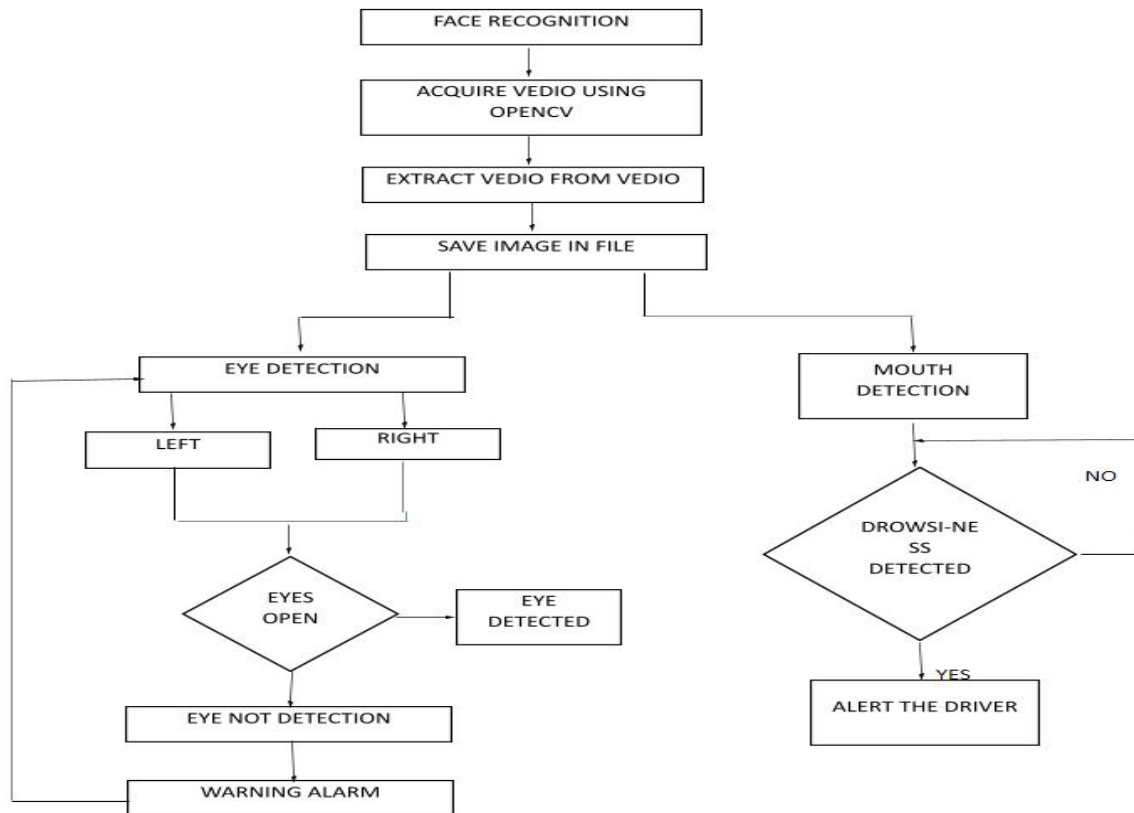 FACE RECOGNITION
ACQUIRE VEDIO USING
OPENCV
EXTRACT VEDIO FROM VEDIO
SAVE IMAGE IN FILE
EYE DETECTION
LEFT
RIGHT
EYES
OPEN
EYE
DETECTED
EYE NOT DETECTION
WARNING ALARM
MOUTH
DETECTION
NO
DROWSI-NE
SS
DETECTED
YES
ALERT THE DRIVER